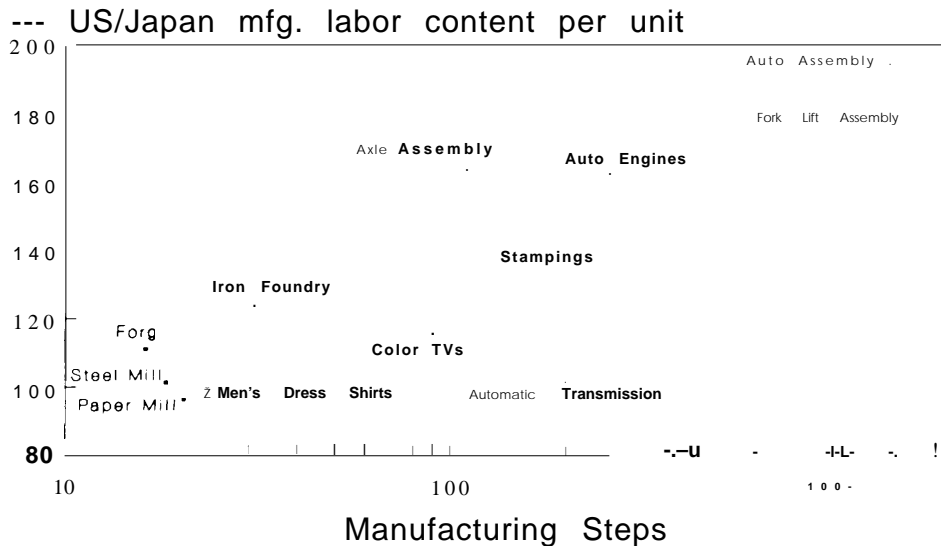 --- US/Japan mfg. labor content per unit
200
Auto Assembly .
180
Fork Lift Assembly
Axle Assembly
Auto Engines
160
140
Stampings
Iron Foundry
120
Forg
Color TVs
Steel Mill
100
Ž Men's Dress Shirts
Automatic Transmission
Paper Mill
80
10
100
100-
Manufacturing Steps